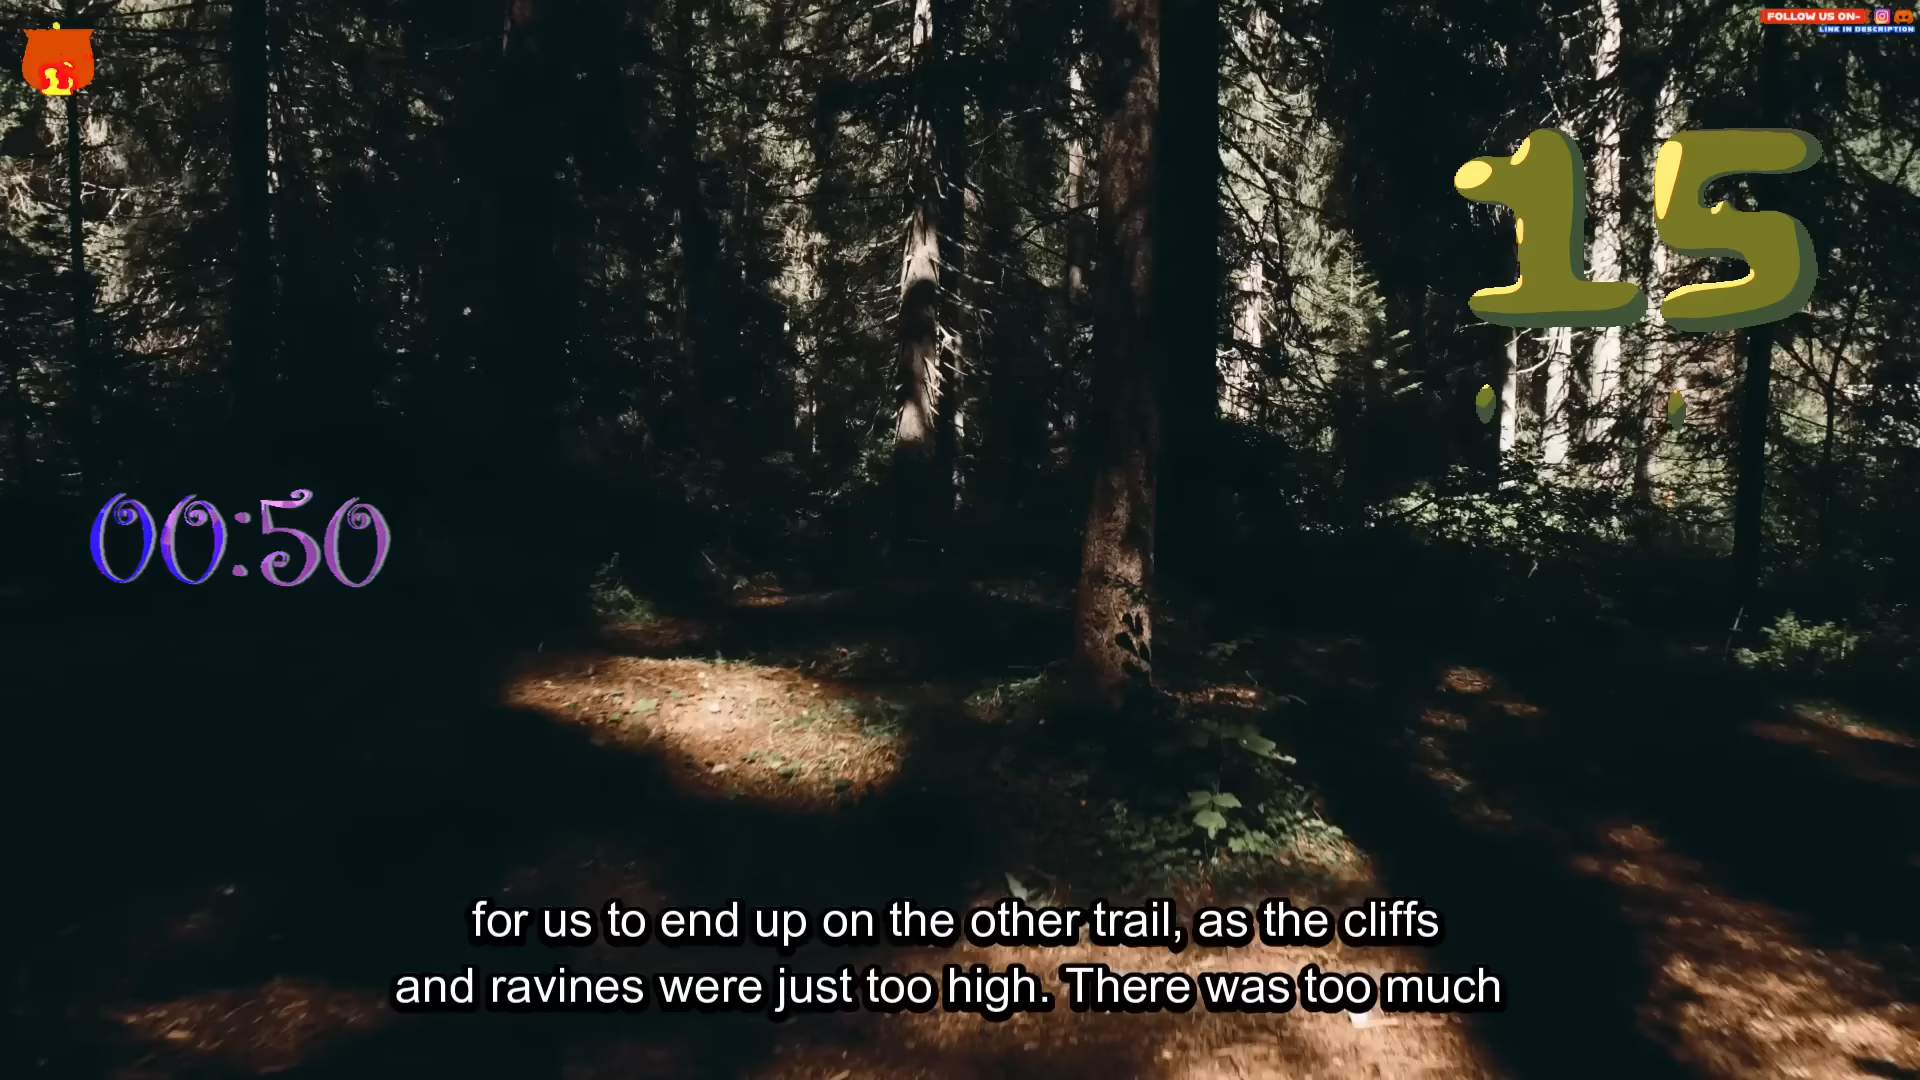 FOLLOW US ON-
LINK IN DESCRIPTION
15
00:50
for us to end up on the other trail, as the cliffs
and ravines were just too high. There was too much